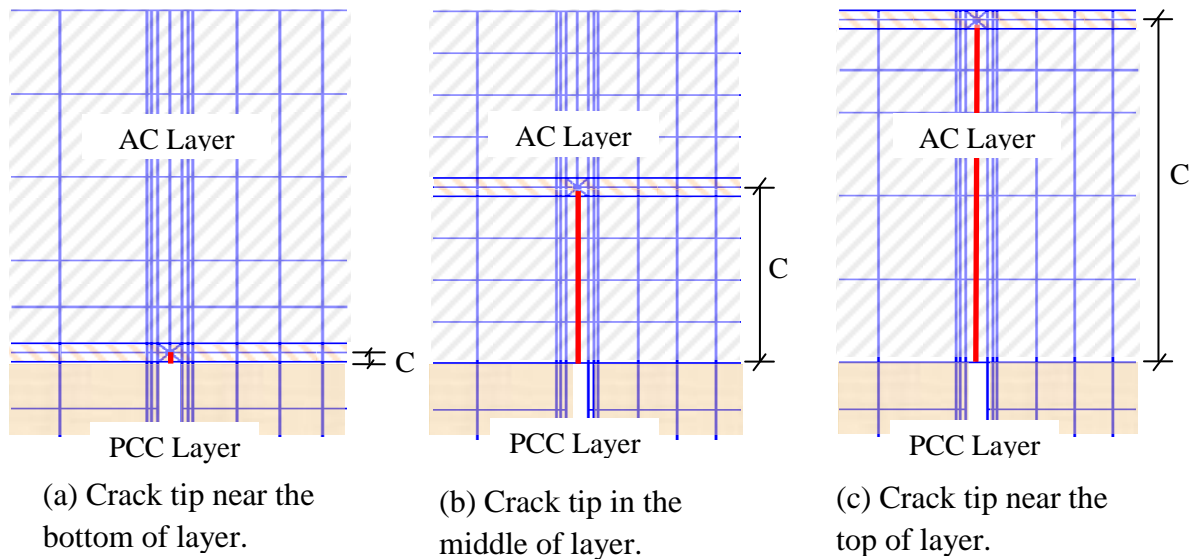 AC Layer
C
PCC Layer
(a) Crack tip near the
bottom of layer.
AC Layer
C
PCC Layer
(b) Crack tip in the
middle of layer.
AC Layer
C
PCC Layer
(c) Crack tip near the
top of layer.